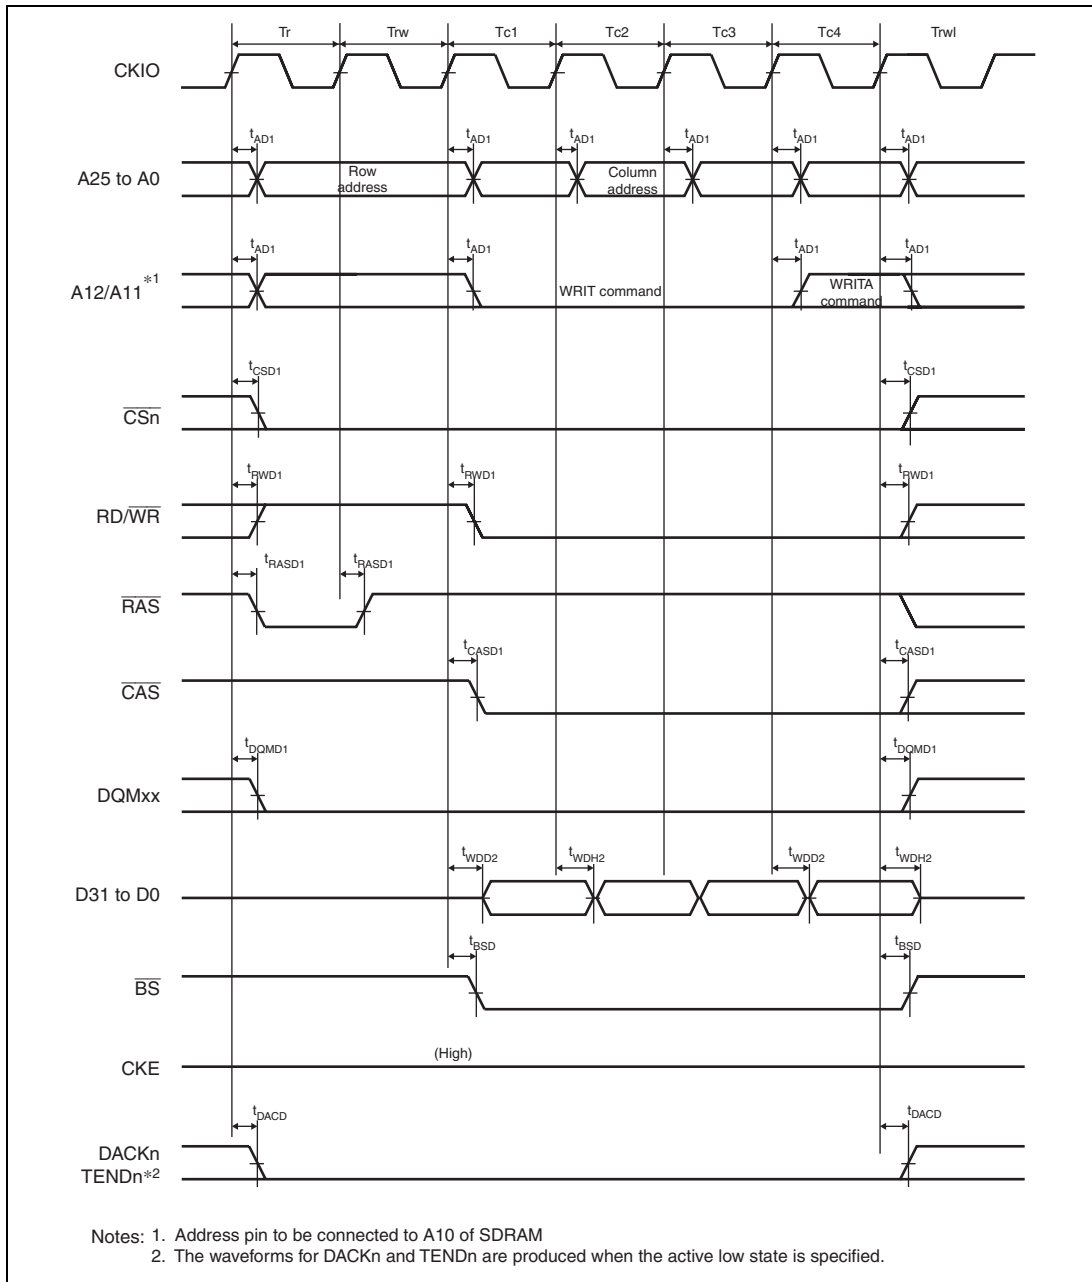 Tr Trw Tc1 Tc2 Tc3 Tc4 Trwl
CKIO
tAD1 tAD1 tAD1 tAD1 tAD1 tAD1
A25 to A0
Row
address
Column
address
tAD1 tAD1 tAD1 tAD1
A12/A11*1
WRIT command
WRITA
command
tCSD1 tCSD1
CSn
tRWD1 tRWD1 tRWD1
RD/WR
tRASD1 tRASD1
RAS
tCASD1 tCASD1
CAS
tDQMD1 tDQMD1
DQMxx
tWDD2 tWDH2 tWDD2 tWDH2
D31 to D0
tBSD tBSD
BS
(High)
CKE
tDACD tDACD
DACKn
TENDn*2
Notes: 1. Address pin to be connected to A10 of SDRAM
2. The waveforms for DACKn and TENDn are produced when the active low state is specified.